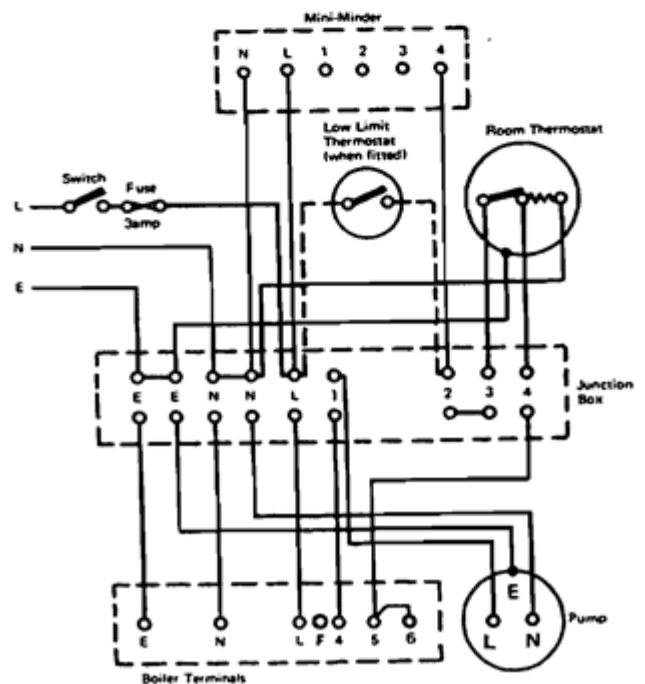 Mini-Minder
N L 1 2 3 4
Low Limit
Thermostat
(when fitted)
Room Thermostat
Switch
Fuse
L
3amp
N
E
E E N N L 1 2 3 4
Junction
Box
E
L N
Pump
E N L F 4 5 6
Boiler Terminals